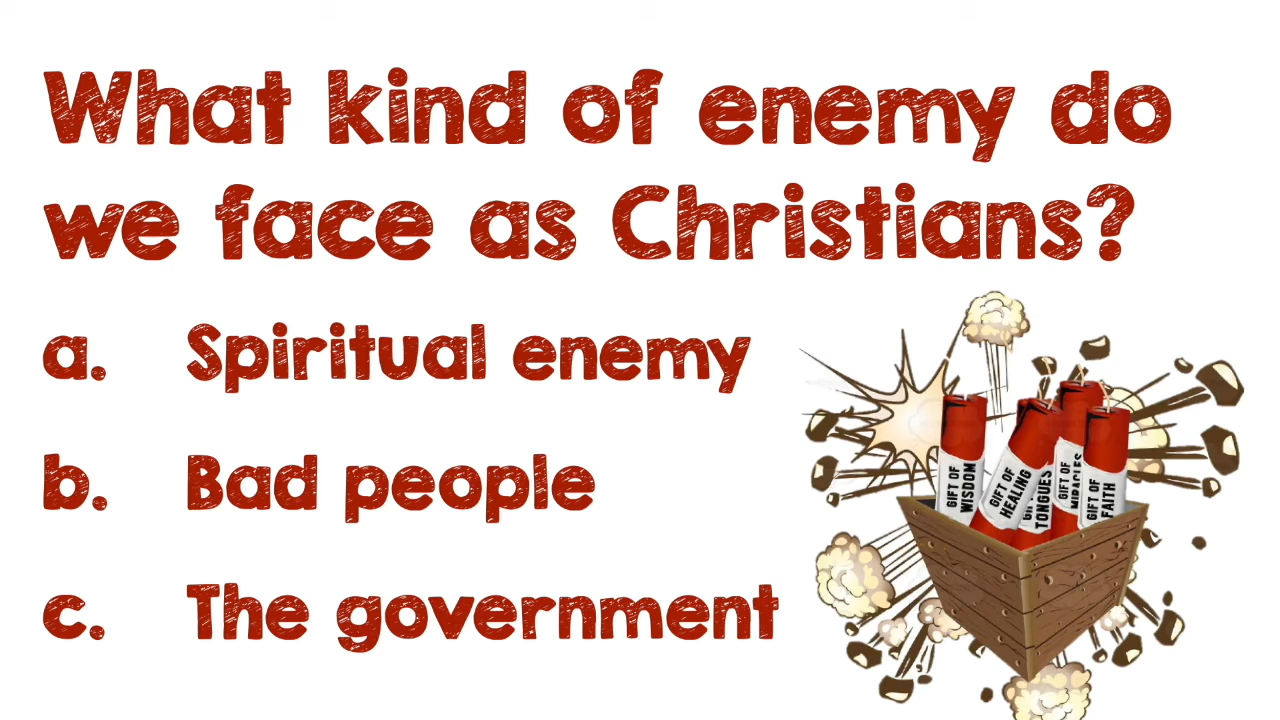 What kind of enemy do
we face as Christians?
a. Spiritual enemy
b. Bad people
c. The government
GIFT OF
WISDOM
GIFT OF
HEALING
TONGUES
GIFT OF
MIRACLES
GIFT OF
FAITH